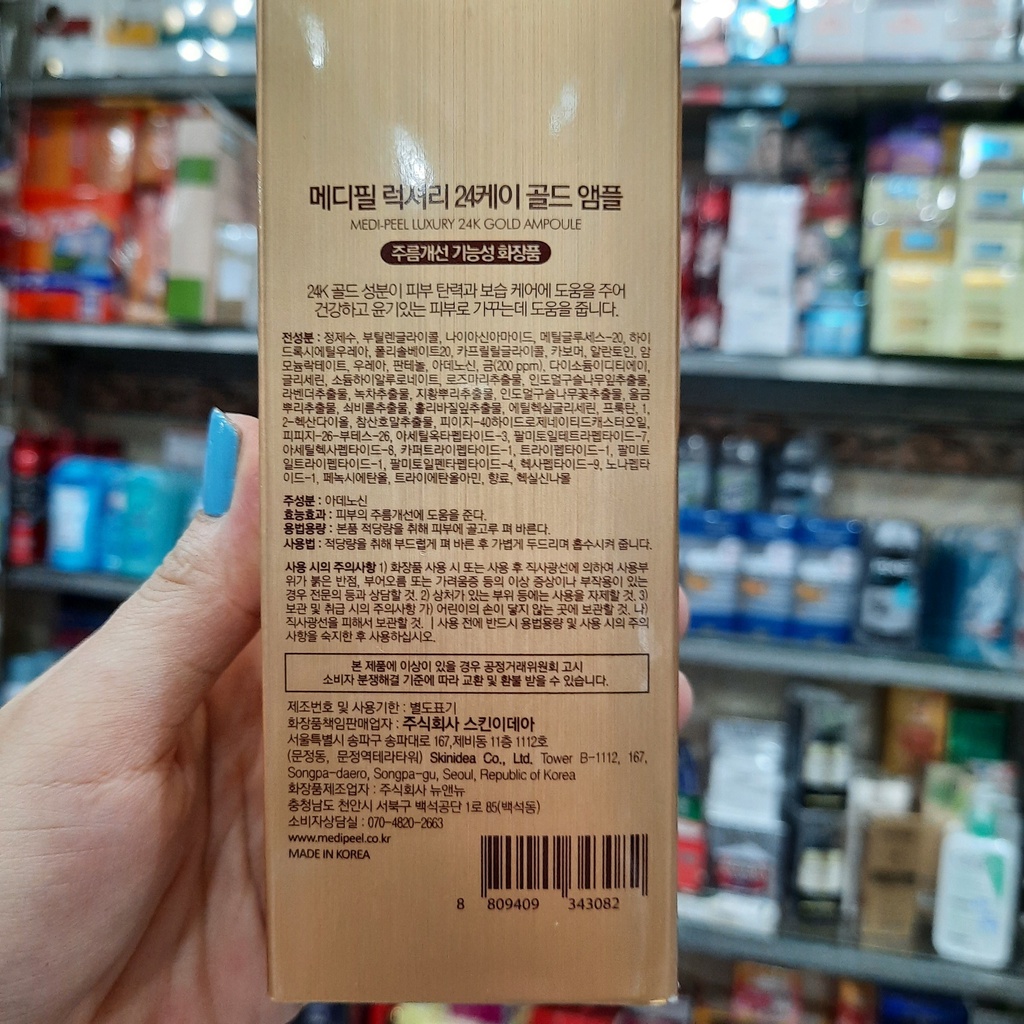 메디필 럭셔리 24케이 골드 앰플
MEDI-PEEL LUXURY 24K GOLD AMPOULE
주름개선 기능성 화장품
24K 골드 성분이 피부 탄력과 보습 케어에 도움을 주어
건강하고 윤기있는 피부로 가꾸는데 도움을 줍니다.
전성분 : 정제수, 부틸렌글라이콜, 나이아신아마이드, 메틸글루세스-20, 하이
드록시에틸우레아, 폴리솔베이트20, 카프릴릴글라이콜, 카보머, 알란토인, 암
모늄락테이트, 우레아, 판테놀, 아데노신, 금(200 ppm), 다이소듐이디티에이,
글리세린, 소듐하이알루로네이트, 로즈마리추출물, 인도멀구슬나무잎추출물,
라벤더추출물, 녹차추출물, 지황뿌리추출물, 인도멀구슬나무꽃추출물, 울금
뿌리추출물, 쇠비름추출물, 홀리바질잎추출물, 에틸헥실글리세린, 프룩탄, 1,
2-헥산다이올, 참산호말추출물, 피이지-40하이드로제네이티드캐스터오일,
피피지-26-부테스-26, 아세틸옥타펩타이드-3, 팔미토일테트라펩타이드-7,
아세틸헥사펩타이드-8, 카퍼트라이펩타이드-1, 트라이펩타이드-1, 팔미토
일트라이펩타이드-1, 팔미토일펜타펩타이드-4, 헥사펩타이드-9, 노나펩타
이드-1, 페녹시에탄올, 트라이에탄올아민, 향료, 헥실신나몰
주성분 : 아데노신
효능효과 : 피부의 주름개선에 도움을 준다.
용법용량 : 본품 적당량을 취해 피부에 골고루 펴 바른다.
사용법 : 적당량을 취해 부드럽게 펴 바른 후 가볍게 두드리며 흡수시켜 줍니다.
사용 시의 주의사항 1) 화장품 사용 시 또는 사용 후 직사광선에 의하여 사용부
위가 붉은 반점, 부어오름 또는 가려움증 등의 이상 증상이나 부작용이 있는
경우 전문의 등과 상담할 것. 2) 상처가 있는 부위 등에는 사용을 자제할 것. 3)
보관 및 취급 시의 주의사항 가) 어린이의 손이 닿지 않는 곳에 보관할 것. 나)
직사광선을 피해서 보관할 것. | 사용 전에 반드시 용법용량 및 사용 시의 주의
사항을 숙지한 후 사용하십시오.
본 제품에 이상이 있을 경우 공정거래위원회 고시
소비자 분쟁해결 기준에 따라 교환 및 환불 받을 수 있습니다.
제조번호 및 사용기한 : 별도표기
화장품책임판매업자 : 주식회사 스킨이데아
서울특별시 송파구 송파대로 167,제비동 11층 1112호
(문정동, 문정역테라타워) Skinidea Co., Ltd. Tower B-1112, 167,
Songpa-daero, Songpa-gu, Seoul, Republic of Korea
화장품제조업자 : 주식회사 뉴앤뉴
충청남도 천안시 서북구 백석공단 1로 85(백석동)
소비자상담실 : 070-4820-2663
www.medipeel.co.kr
MADE IN KOREA
8 809409 343082